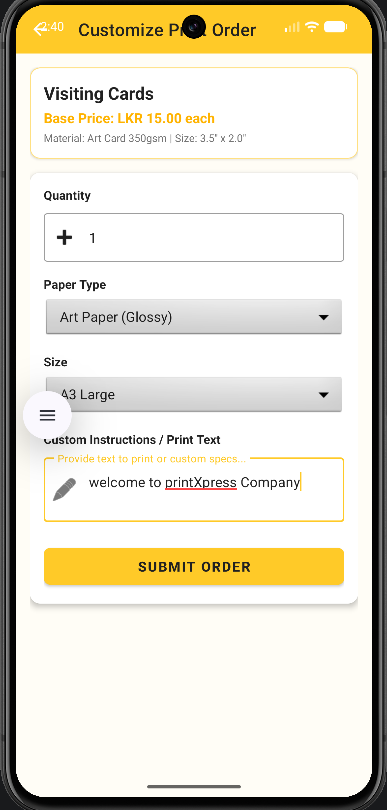 2:40
Customize Print Order
Visiting Cards
Base Price: LKR 15.00 each
Material: Art Card 350gsm | Size: 3.5" x 2.0"
Quantity
1
Paper Type
Art Paper (Glossy)
Size
A3 Large
Custom Instructions / Print Text
Provide text to print or custom specs...
welcome to printXpress Company
SUBMIT ORDER